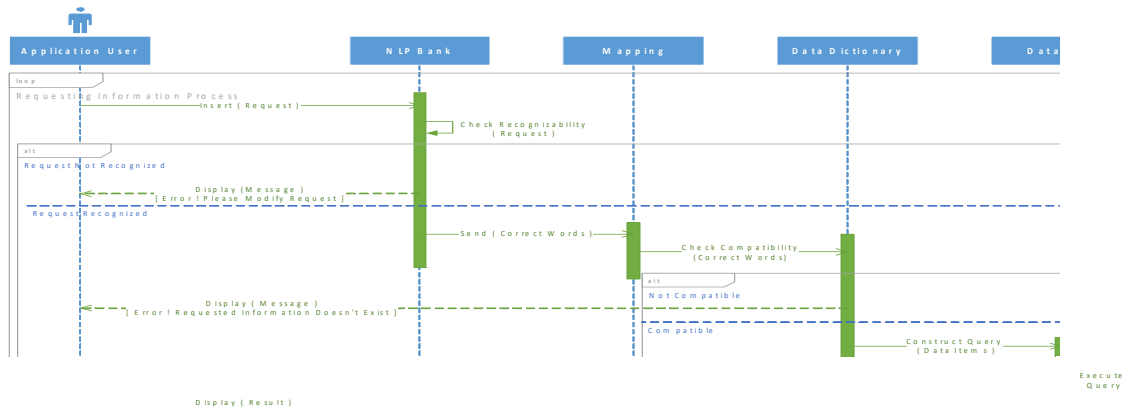 Application User
NLP Bank
Mapping
Data Dictionary
Data
loop
Requesting Information Process
Insert ( Request )
Check Recognizability
( Request )
alt
Request Not Recognized
Display (Message )
[ Error ! Please Modify Request ]
Request Recognized
Send ( Correct Words )
Check Compatibility
(Correct Words)
alt
Not Compatible
Display ( Message )
[ Error ! Requested Information Doesn't Exist ]
Compatible
Construct Query
( Data Items )
Execute
Query
Display ( Result )